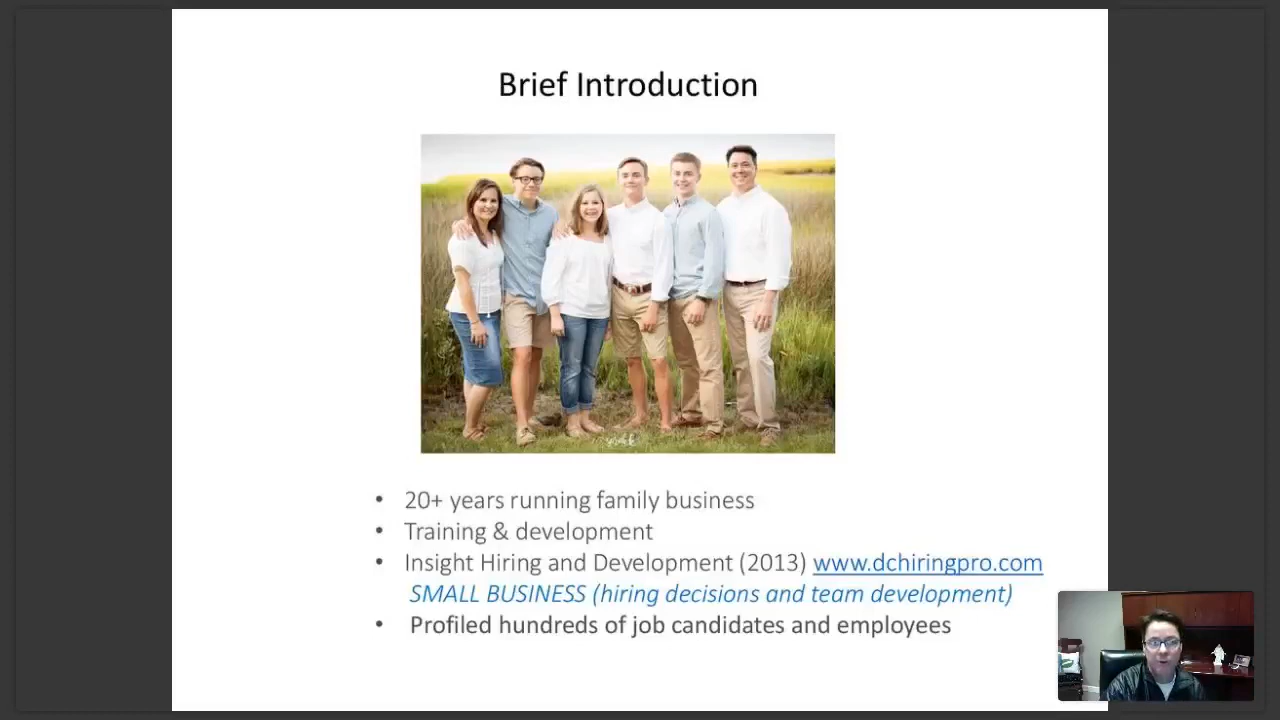 Brief Introduction
• 20+ years running family business
• Training & development
• Insight Hiring and Development (2013) www.dchiringpro.com
SMALL BUSINESS (hiring decisions and team development)
• Profiled hundreds of job candidates and employees